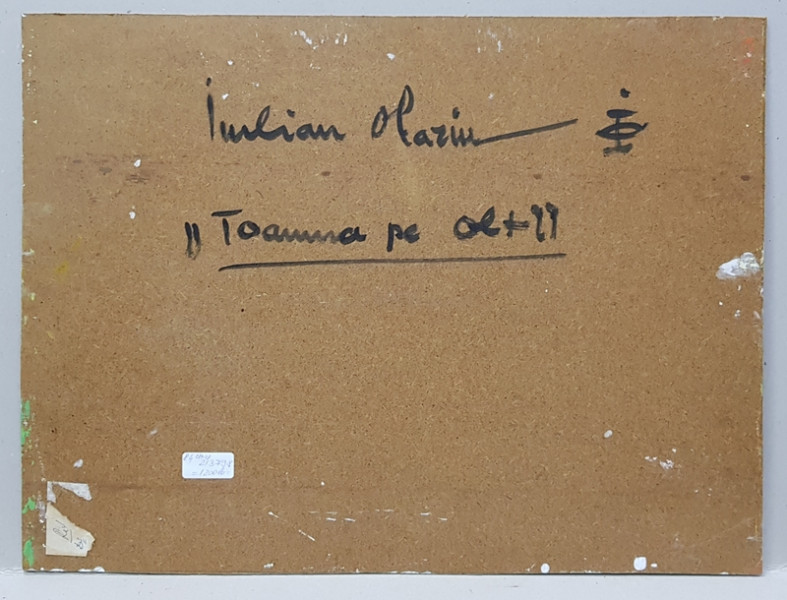 Iulian Olariu
„Toamna pe Olt"